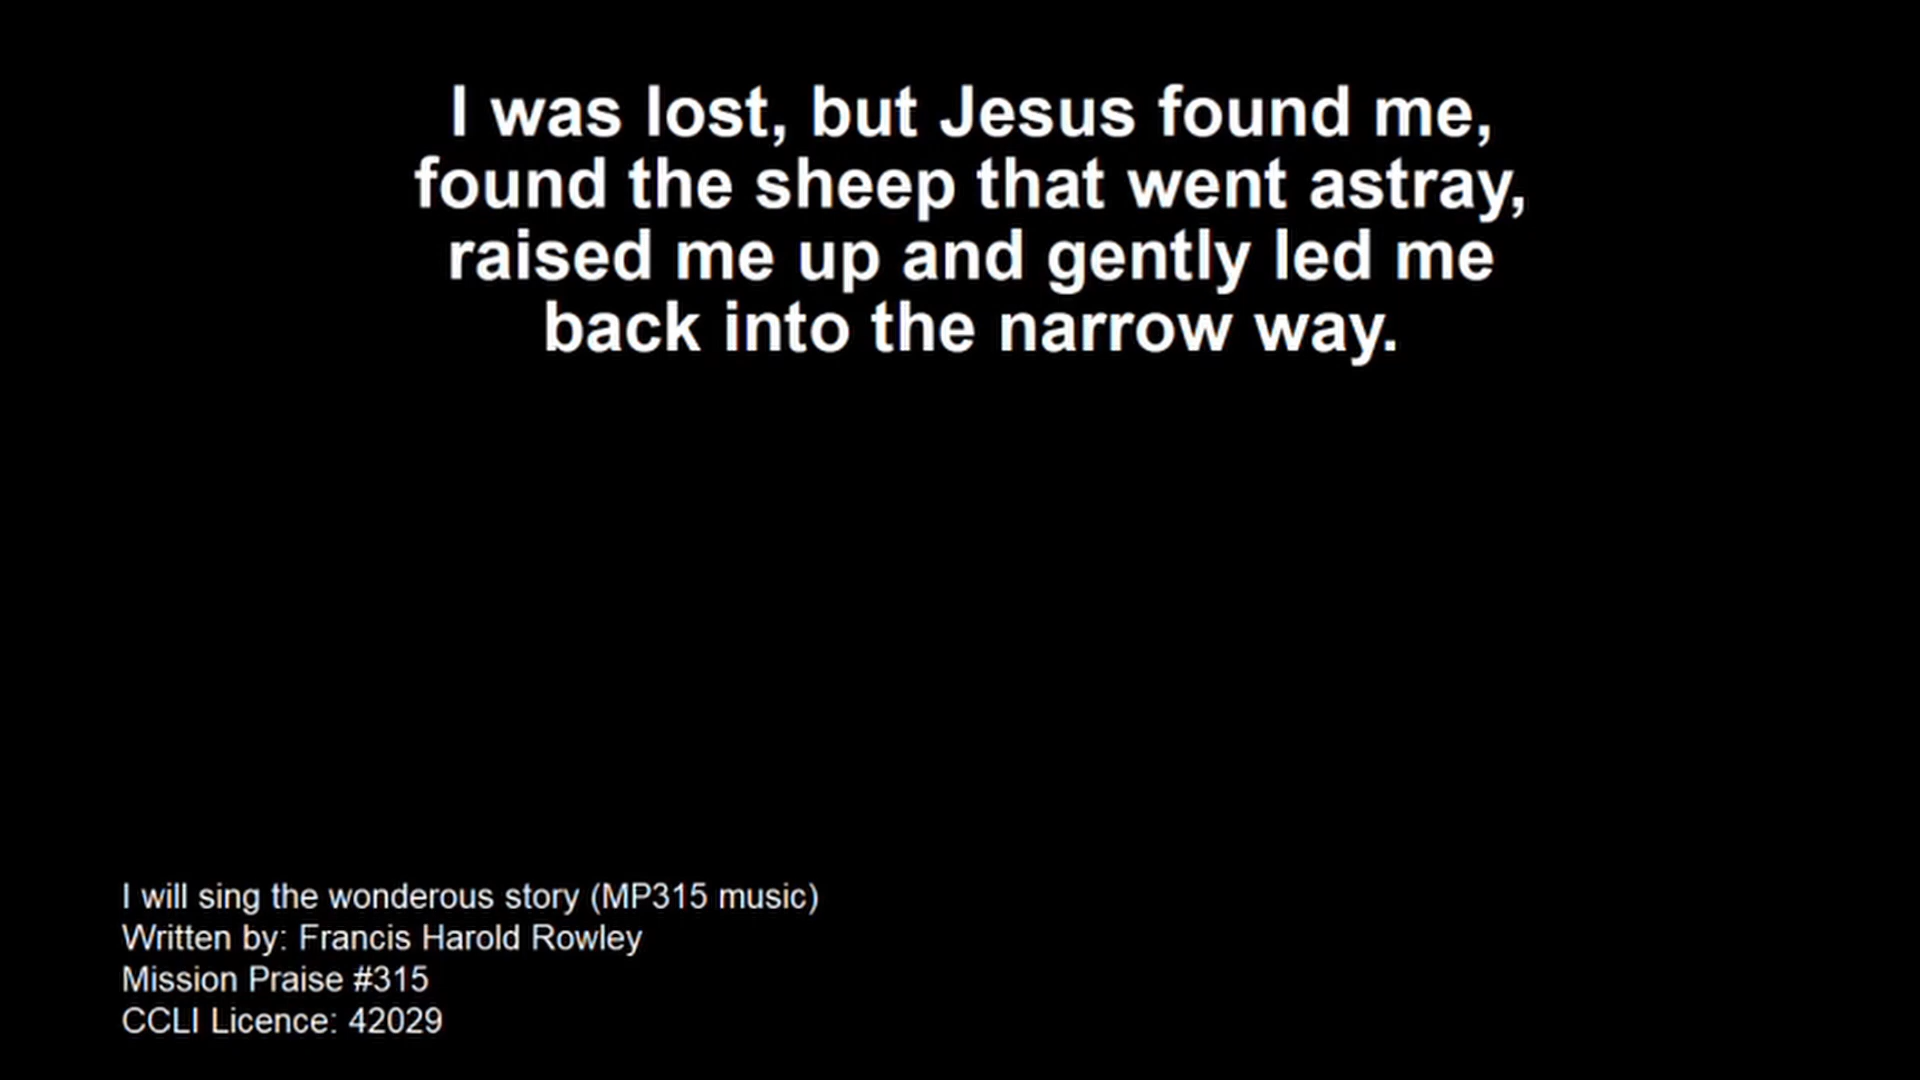 I was lost, but Jesus found me,
found the sheep that went astray,
raised me up and gently led me
back into the narrow way.
I will sing the wonderous story (MP315 music)
Written by: Francis Harold Rowley
Mission Praise #315
CCLI Licence: 42029